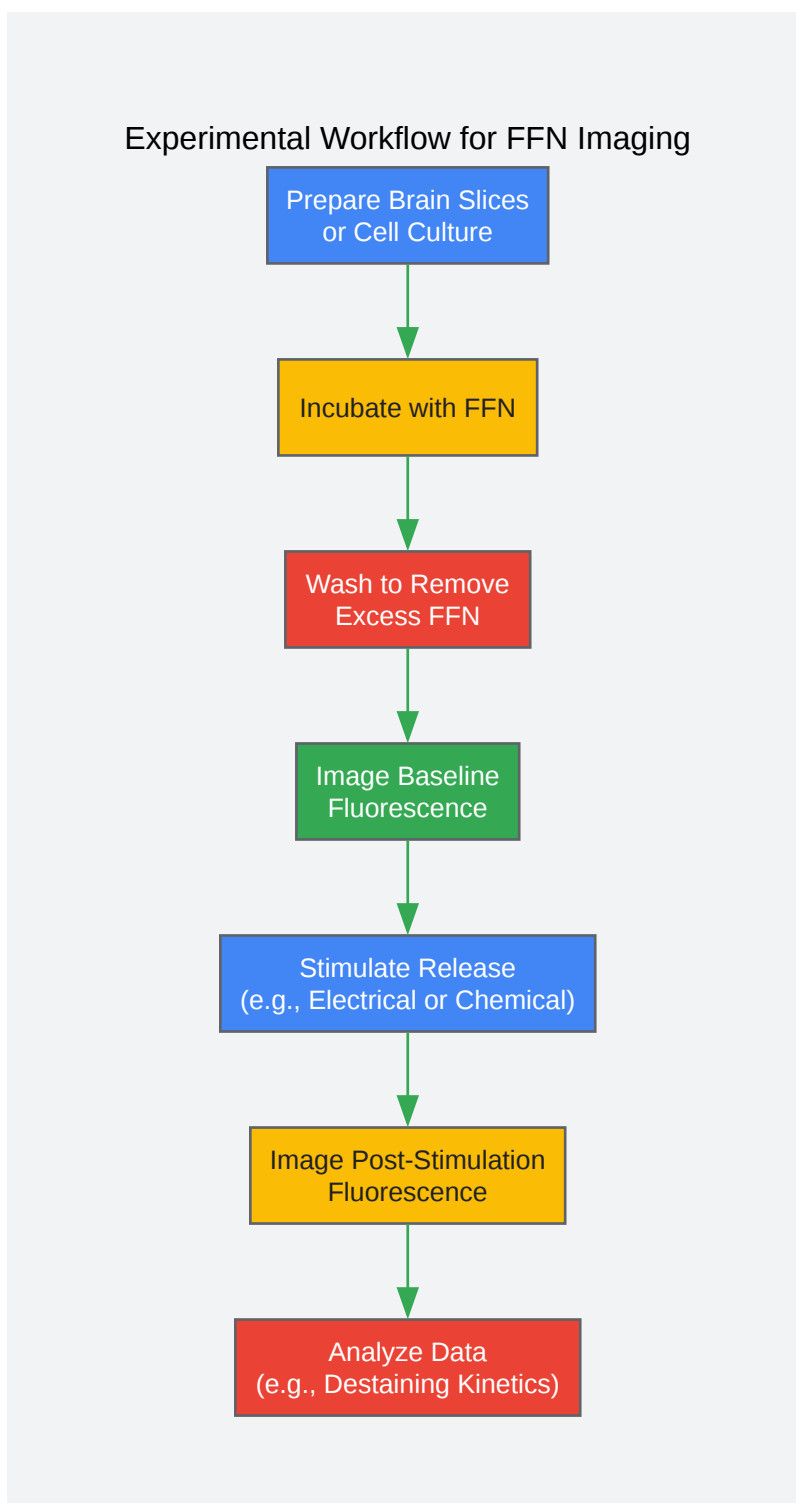 Experimental Workflow for FFN Imaging
Prepare Brain Slices
or Cell Culture
Incubate with FFN
Wash to Remove
Excess FFN
Image Baseline
Fluorescence
Stimulate Release
(e.g., Electrical or Chemical)
Image Post-Stimulation
Fluorescence
Analyze Data
(e.g., Destaining Kinetics)